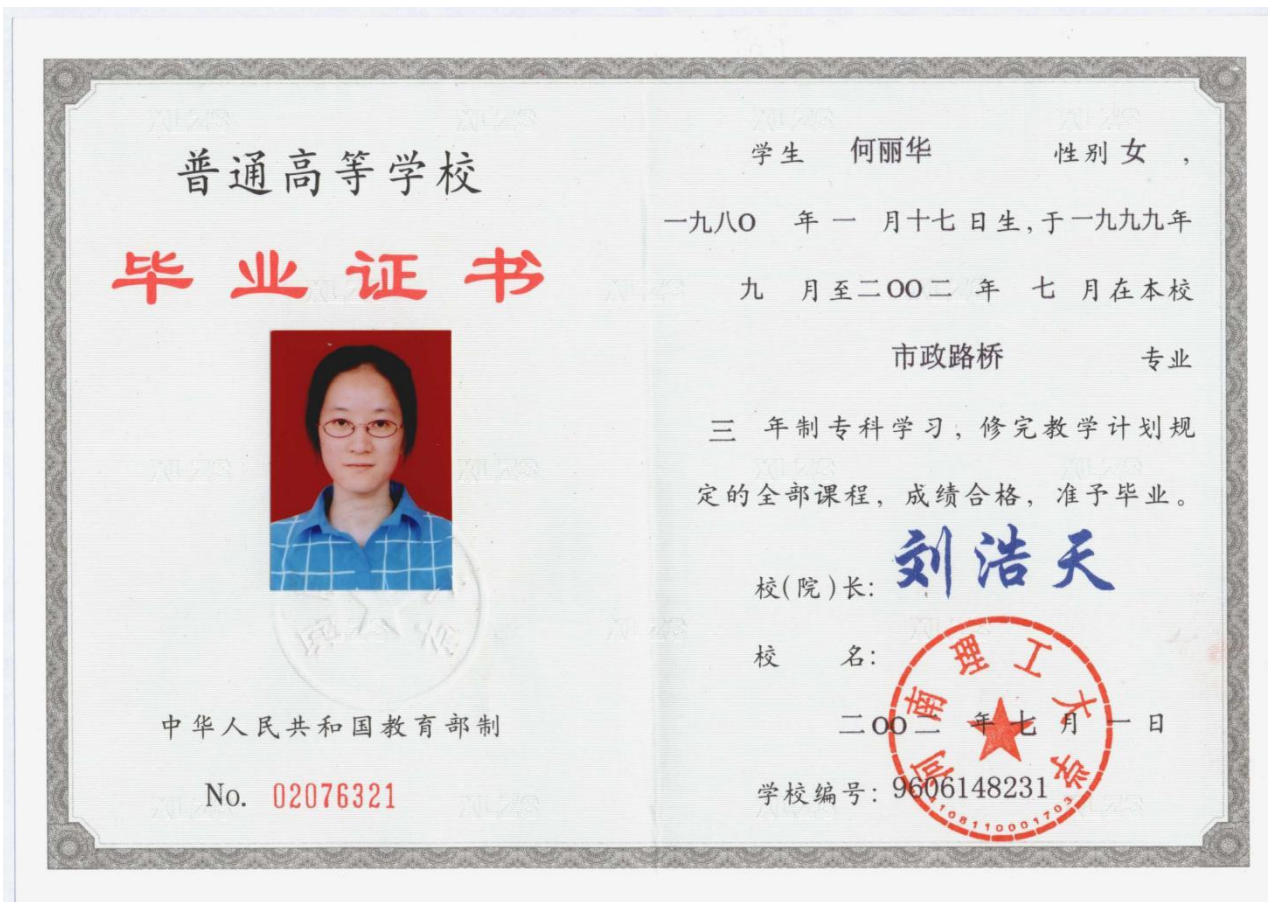 普通高等学校
毕业证书
中华人民共和国教育部制
No. 02076321
学生 何丽华 性别 女 ,
一九八O 年 一 月十七 日生,于一九九九年
九 月至二OO二 年 七 月在本校
市政路桥 专业
三 年制专科学习, 修完教学计划规
定的全部课程, 成绩合格, 准予毕业。
校(院)长: 刘浩天
校 名:
河南理工大学
二OO二 年七 月 一 日
学校编号: 9606148231
XLZS